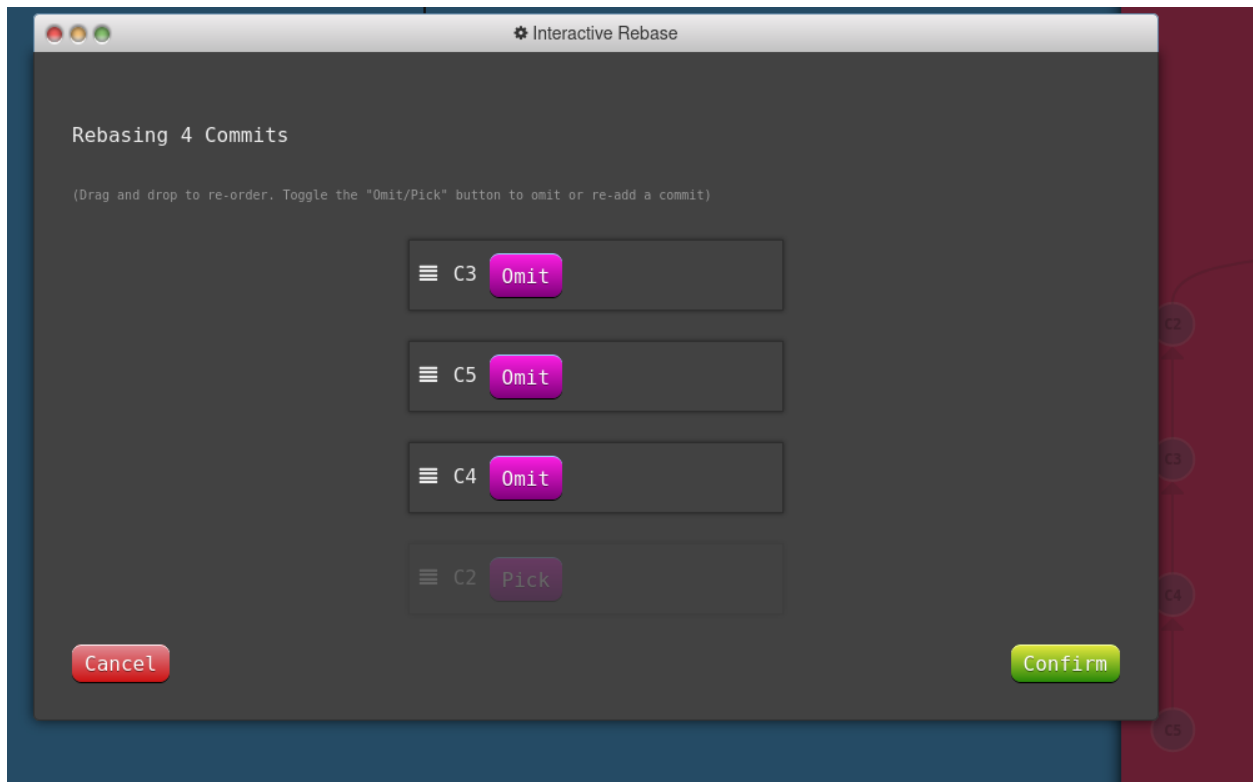 Interactive Rebase
Rebasing 4 Commits
(Drag and drop to re-order. Toggle the "Omit/Pick" button to omit or re-add a commit)
C3 Omit
C5 Omit
C4 Omit
C2 Pick
Cancel
Confirm
C2
C3
C4
C5